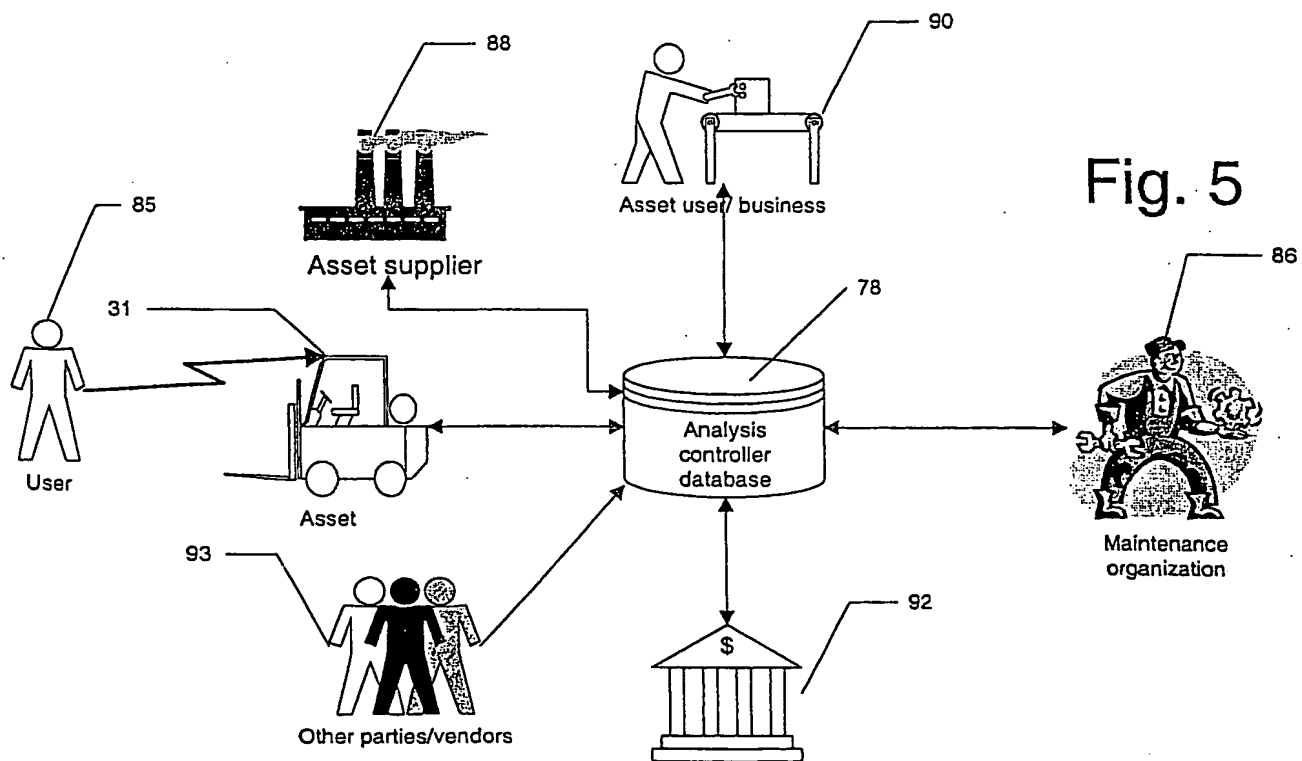 88
90
Fig. 5
85
Asset supplier
Asset user/ business
86
31
78
Analysis
controller
database
User
Asset
Maintenance
organization
93
92
$
Other parties/vendors